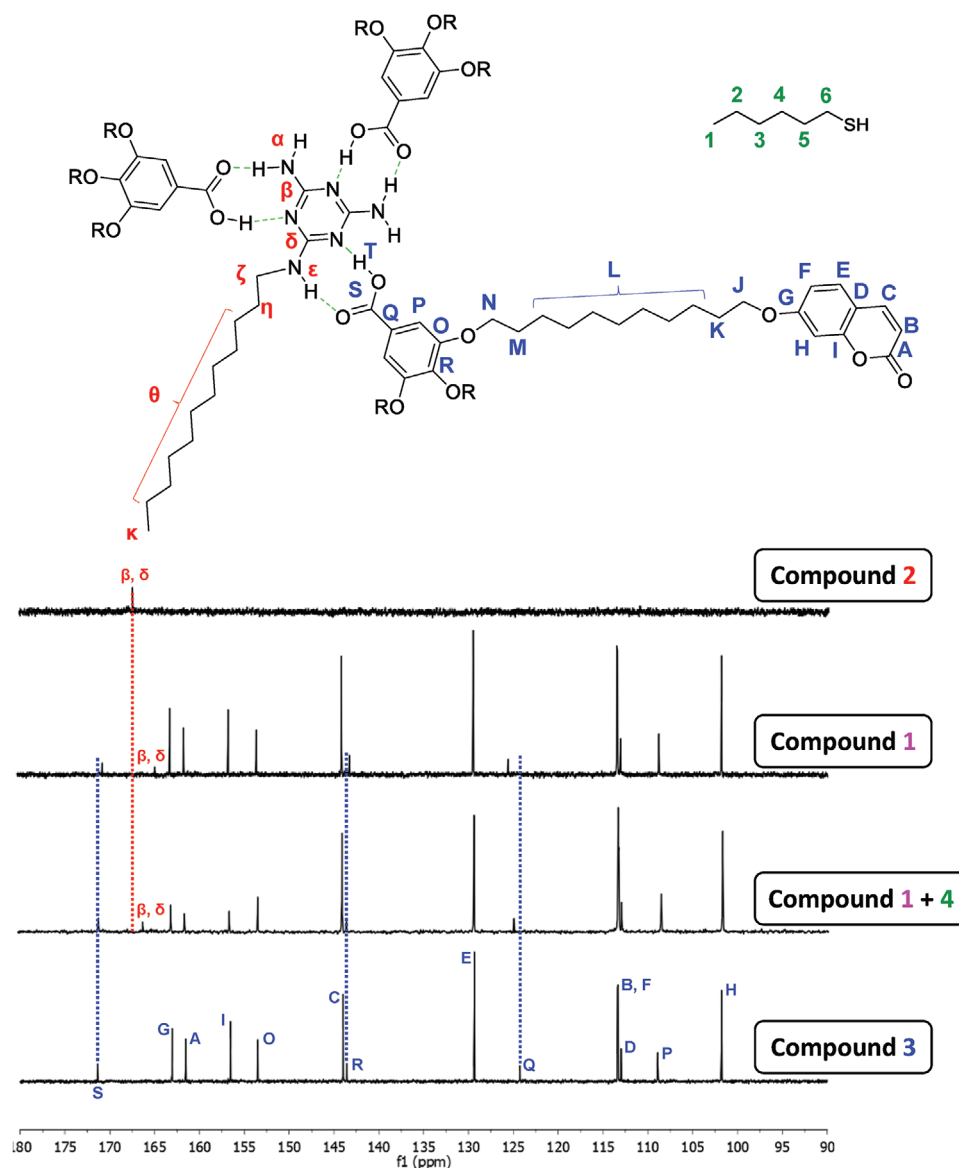 RO
OR
OR
RO
RO
RO
O
O
H
HO
O
H
O
H
α
H
N
H
β
N
N
N
N
H
H
δ
T
H
ζ
N
ε
H
η
θ
κ
S
O
O
Q
P
O
R
O
N
M
L
K
J
O
G
F
E
D
C
B
A
H
I
O
O
RO
OR
2
4
6
SH
1
3
5
β, δ
Compound 2
β, δ
Compound 1
β, δ
Compound 1 + 4
E
C
B, F
H
G
A
I
O
R
Q
D
P
S
Compound 3
180 175 170 165 160 155 150 145 140 135 130 125 120 115 110 105 100 95 90
f1 (ppm)